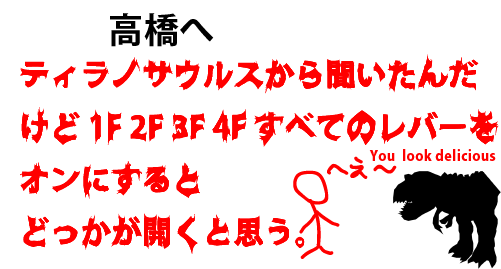 高橋へ
ティラノサウルスから聞いたんだ
けど 1F 2F 3F 4F すべてのレバーを
オンにすると
どっかが開くと思う。
へぇ～
You look delicious